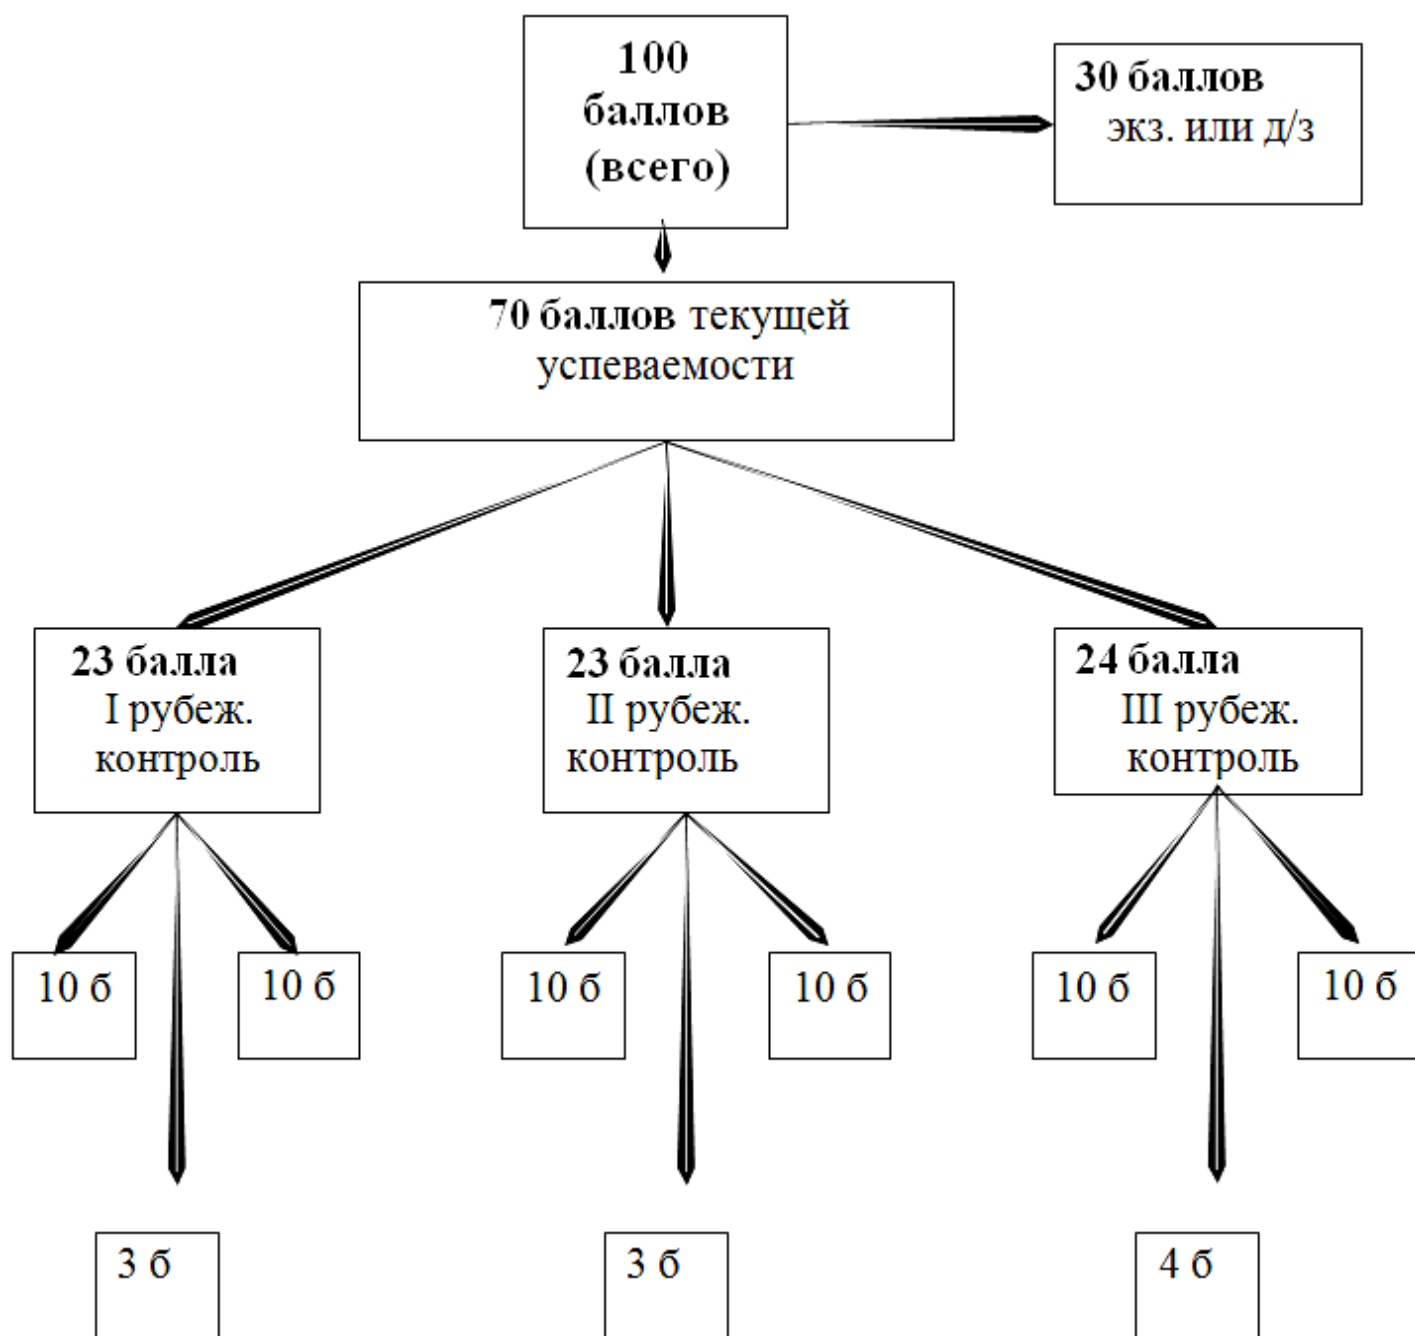 100
баллов
(всего)
30 баллов
экз. или д/з
70 баллов текущей
успеваемости
23 балла
I рубеж.
контроль
23 балла
II рубеж.
контроль
24 балла
III рубеж.
контроль
10 б
10 б
10 б
10 б
10 б
10 б
3 б
3 б
4 б